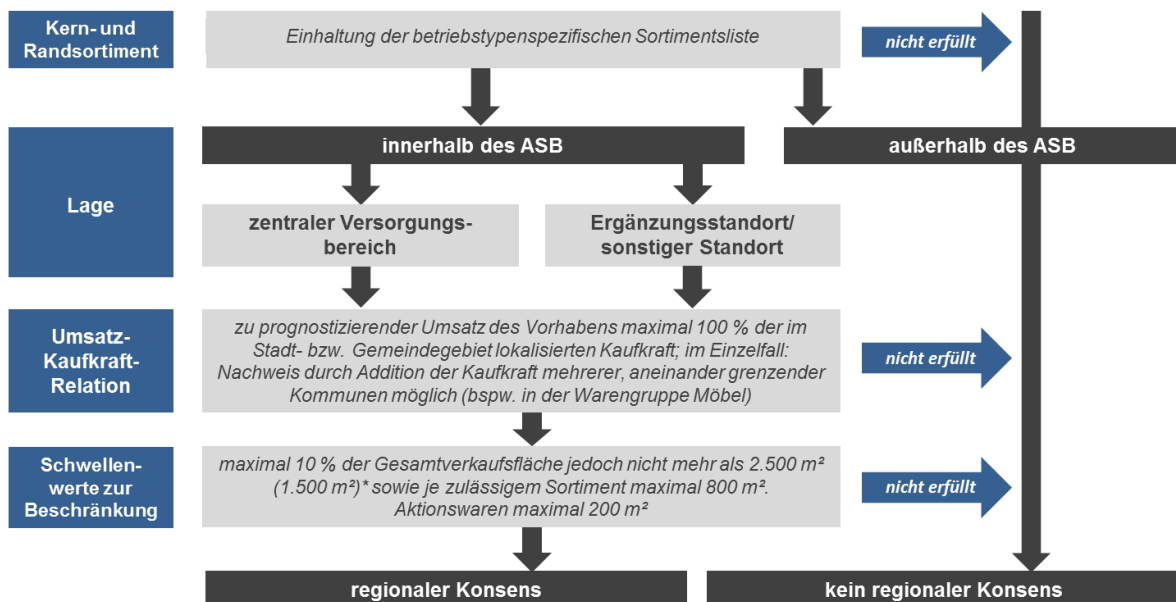 Kern- und
Randsortiment
Einhaltung der betriebstypenspezifischen Sortimentsliste
nicht erfüllt
Lage
innerhalb des ASB
außerhalb des ASB
zentraler Versorgungs-
bereich
Ergänzungsstandort/
sonstiger Standort
Umsatz-
Kaufkraft-
Relation
zu prognostizierender Umsatz des Vorhabens maximal 100 % der im
Stadt- bzw. Gemeindegebiet lokalisierten Kaufkraft; im Einzelfall:
Nachweis durch Addition der Kaufkraft mehrerer, aneinander grenzender
Kommunen möglich (bspw. in der Warengruppe Möbel)
nicht erfüllt
Schwellen-
werte zur
Beschränkung
maximal 10 % der Gesamtverkaufsfläche jedoch nicht mehr als 2.500 m²
(1.500 m²)* sowie je zulässigem Sortiment maximal 800 m².
Aktionswaren maximal 200 m²
nicht erfüllt
regionaler Konsens
kein regionaler Konsens